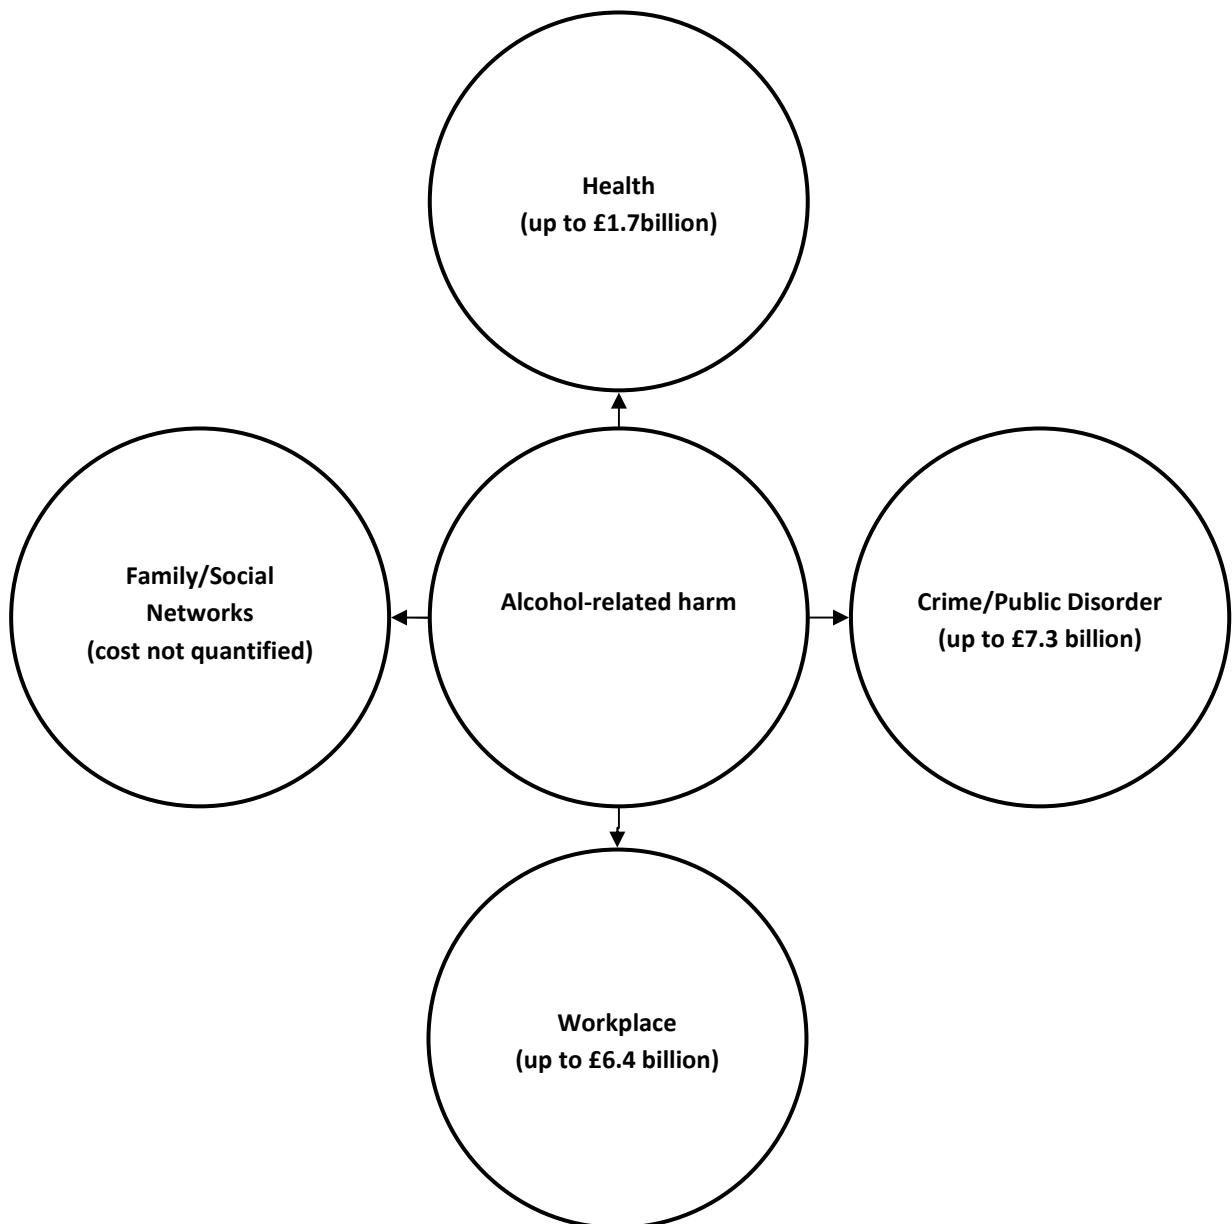 Health
(up to £1.7billion)
Family/Social
Networks
(cost not quantified)
Alcohol-related harm
Crime/Public Disorder
(up to £7.3 billion)
Workplace
(up to £6.4 billion)